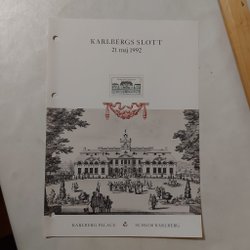 KARLBERGS SLOTT
21. maj 1992
KARLBERG PALACE
SCHLOSS KARLBERG